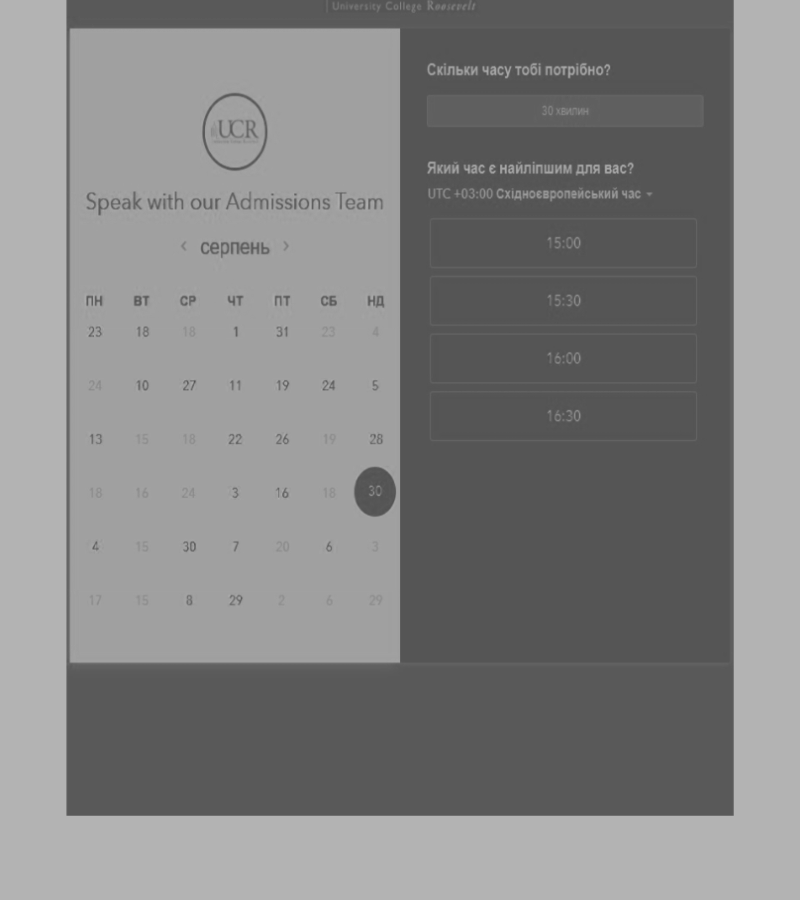 University College Roosevelt
UCR
Speak with our Admissions Team
‹ серпень ›
ПН ВТ СР ЧТ ПТ СБ НД
23 18 18 1 31 23 4
24 10 27 11 19 24 5
13 15 18 22 26 19 28
18 16 24 3 16 18 30
4 15 30 7 20 6 3
17 15 8 29 2 6 29
Скільки часу тобі потрібно?
30 хвилин
Який час є найліпшим для вас?
UTC +03:00 Східноєвропейський час
15:00
15:30
16:00
16:30